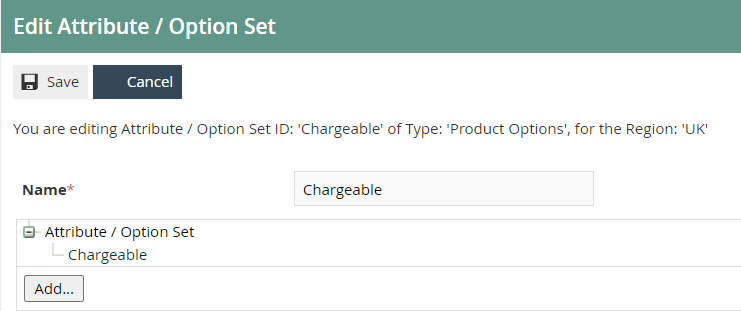 Edit Attribute / Option Set
Save Cancel
You are editing Attribute / Option Set ID: 'Chargeable' of Type: 'Product Options', for the Region: 'UK'
Name* Chargeable
Attribute / Option Set
Chargeable
Add...